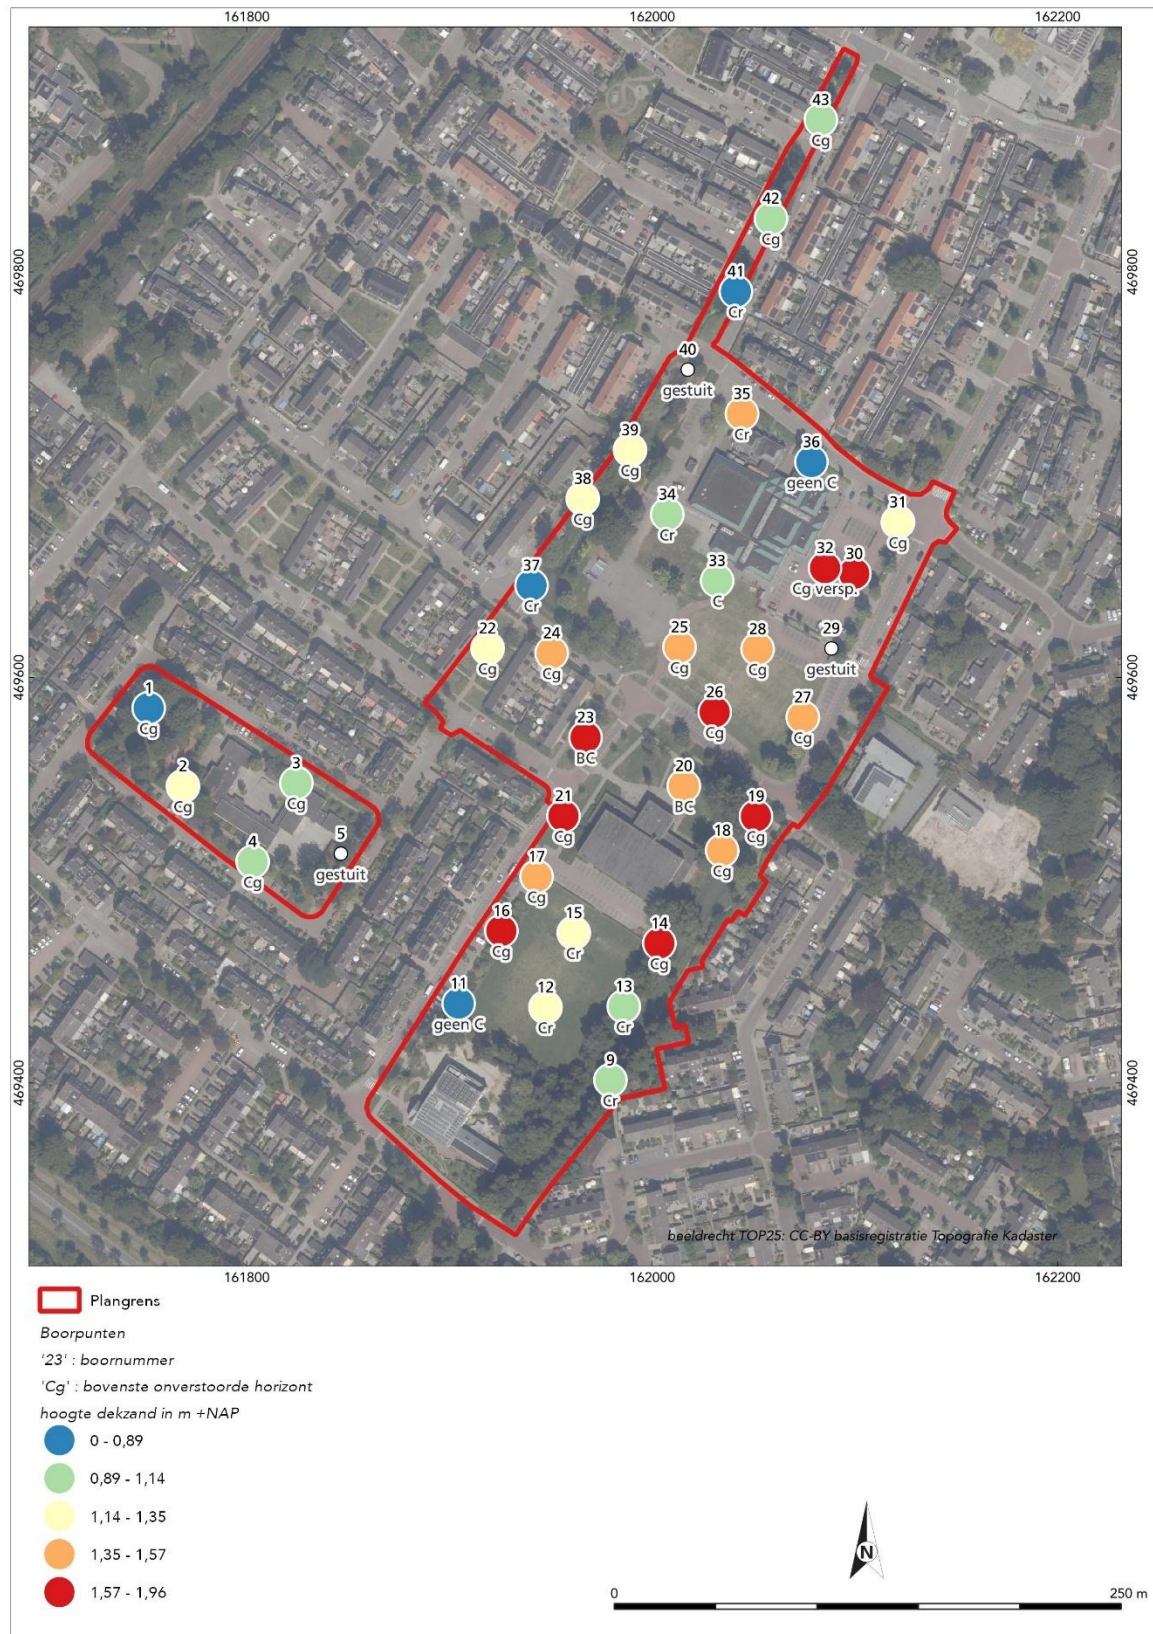 161800 162000 162200
43
Cg
42
Cg
469800 469800
41
Cr
40
gestuit
35
Cr
39
Cg
36
geen C
38
Cg
34
Cr
31
Cg
32 30
Cg versp.
37
Cr
33
C
22
Cg
24
Cg
25
Cg
28
Cg
29
gestuit
469600 469600
1
Cg
26
Cg
27
Cg
23
BC
2
Cg
3
Cg
20
BC
21
Cg
19
Cg
4
Cg
5
gestuit
18
Cg
17
Cg
16
Cg
15
Cr
14
Cg
11
geen C
12
Cr
13
Cr
9
Cr
469400 469400
beeldrecht TOP25: CC-BY basisregistratie Topografie Kadaster
161800 162000 162200
Plangrens
Boorpunten
'23' : boornummer
'Cg' : bovenste onverstoorde horizont
hoogte dekzand in m +NAP
0 - 0,89
0,89 - 1,14
1,14 - 1,35
1,35 - 1,57
1,57 - 1,96
N
0 250 m